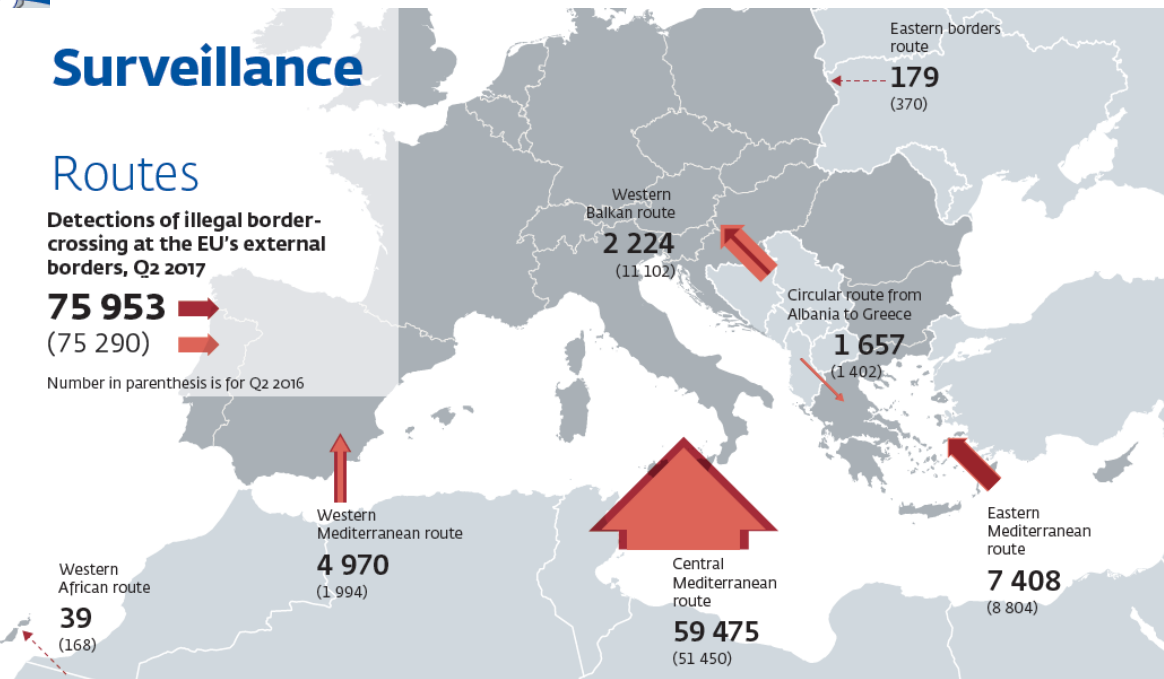 Surveillance
Routes
Detections of illegal border-
crossing at the EU's external
borders, Q2 2017
75 953
(75 290)
Number in parenthesis is for Q2 2016
Eastern borders
route
179
(370)
Western
Balkan route
2 224
(11 102)
Circular route from
Albania to Greece
1 657
(1 402)
Western
Mediterranean route
4 970
(1 994)
Central
Mediterranean
route
59 475
(51 450)
Eastern
Mediterranean
route
7 408
(8 804)
Western
African route
39
(168)